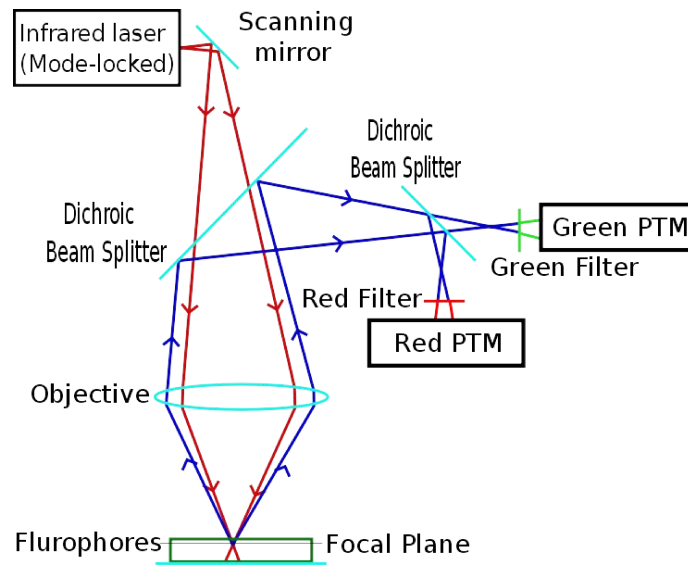 Infrared laser
(Mode-locked)
Scanning
mirror
Dichroic
Beam Splitter
Dichroic
Beam Splitter
Green PTM
Green Filter
Red Filter
Red PTM
Objective
Flurophores
Focal Plane